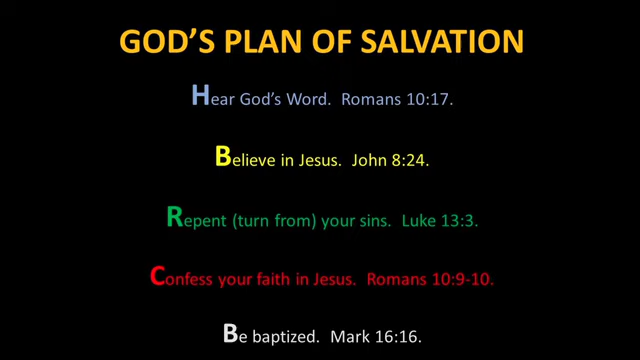 GOD’S PLAN OF SALVATION
Hear God’s Word.  Romans 10:17.
Believe in Jesus.  John 8:24.
Repent (turn from) your sins.  Luke 13:3.
Confess your faith in Jesus.  Romans 10:9-10.
Be baptized.  Mark 16:16.